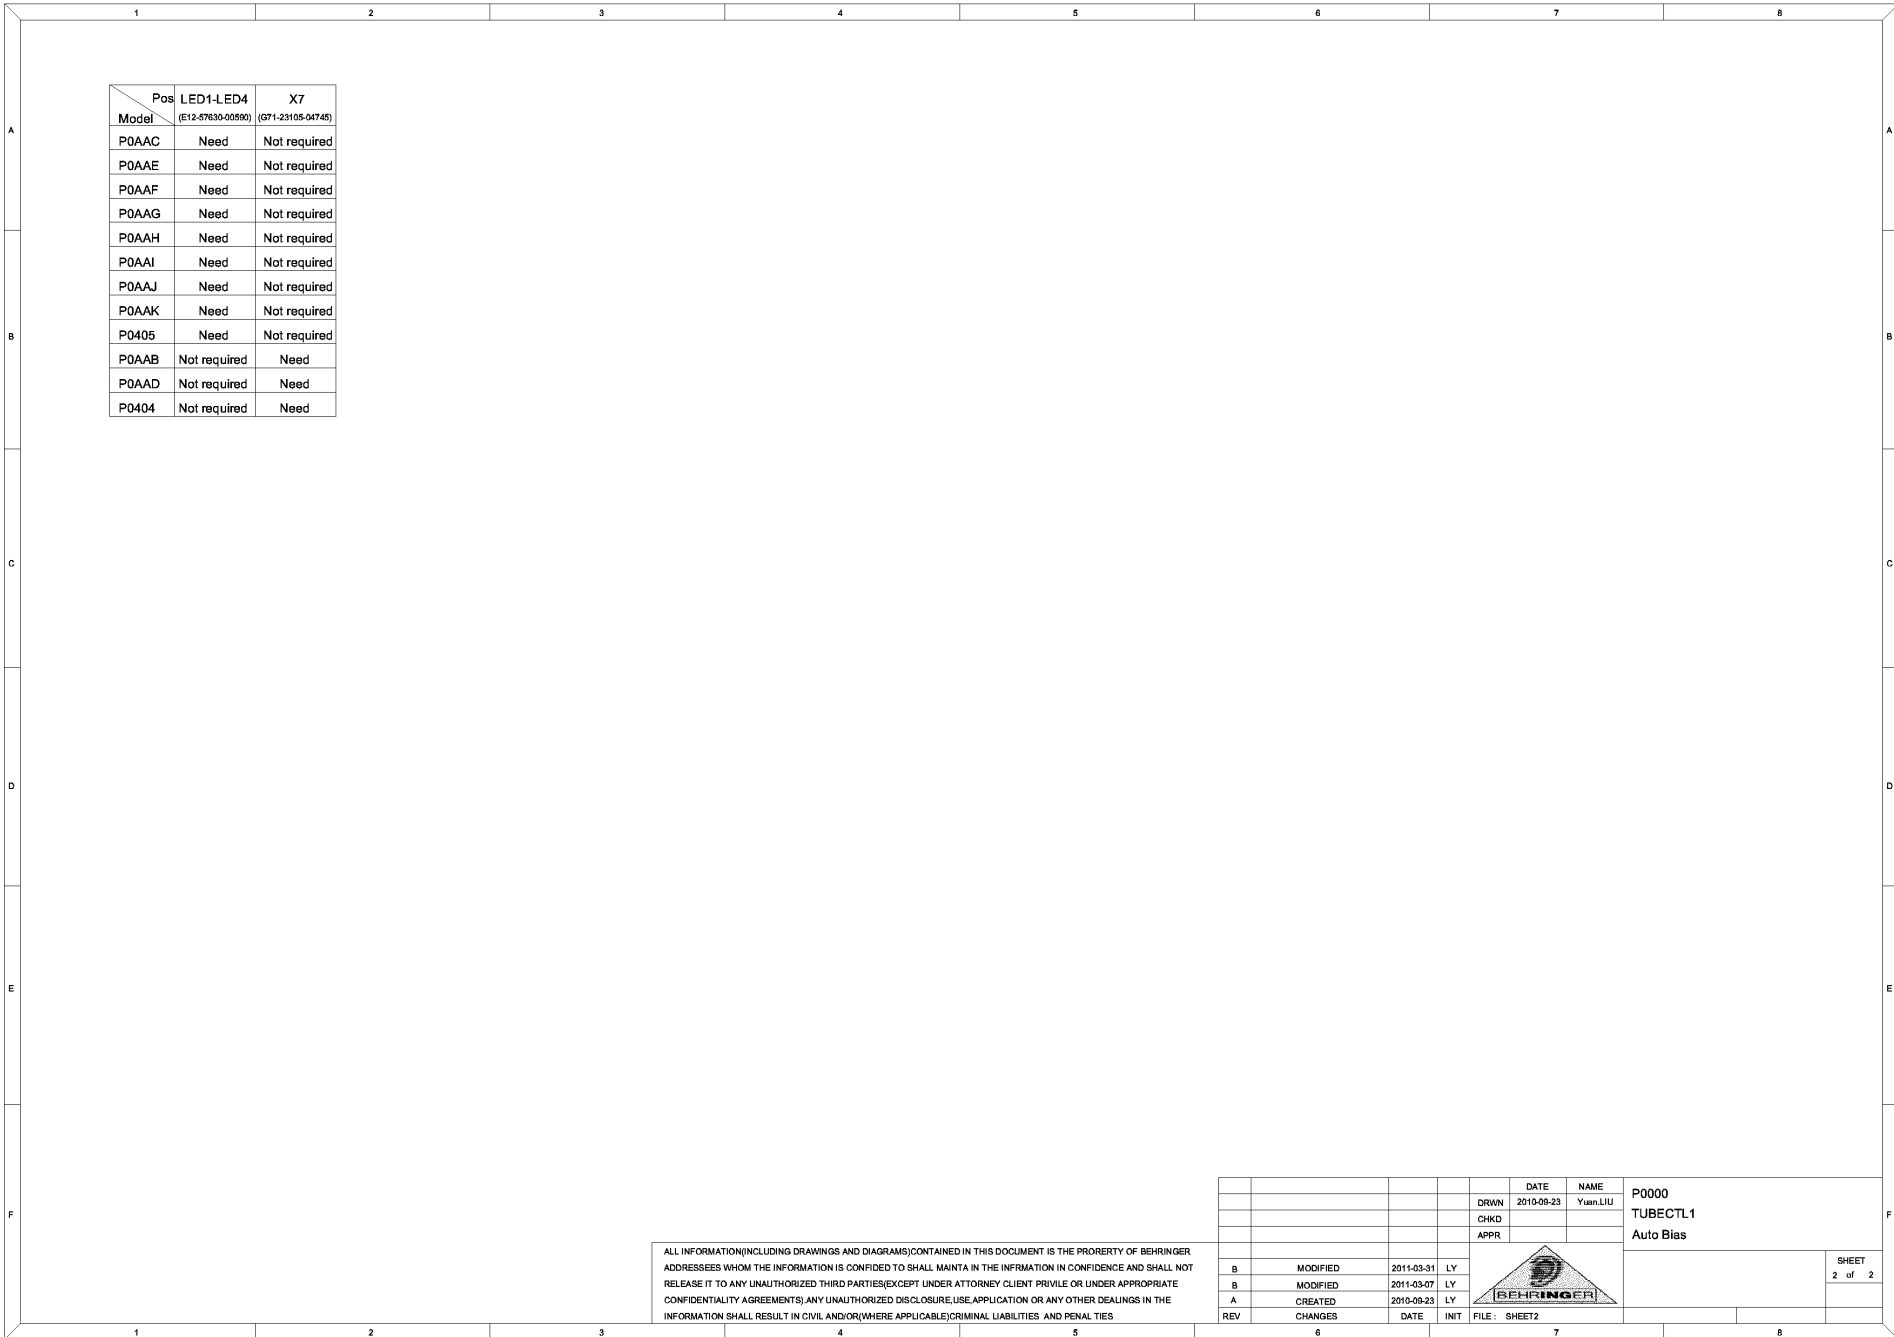 1 2 3 4 5 6 7 8
Pos LED1-LED4 X7
Model (E12-57630-00590) (G71-23105-04745)
P0AAC Need Not required
P0AAE Need Not required
P0AAF Need Not required
P0AAG Need Not required
P0AAH Need Not required
P0AAI Need Not required
P0AAJ Need Not required
P0AAK Need Not required
P0405 Need Not required
P0AAB Not required Need
P0AAD Not required Need
P0404 Not required Need
A A
B B
C C
D D
E E
F F
ALL INFORMATION(INCLUDING DRAWINGS AND DIAGRAMS)CONTAINED IN THIS DOCUMENT IS THE PRORERTY OF BEHRINGER
ADDRESSEES WHOM THE INFORMATION IS CONFIDED TO SHALL MAINTA IN THE INFRMATION IN CONFIDENCE AND SHALL NOT
RELEASE IT TO ANY UNAUTHORIZED THIRD PARTIES(EXCEPT UNDER ATTORNEY CLIENT PRIVILE OR UNDER APPROPRIATE
CONFIDENTIALITY AGREEMENTS).ANY UNAUTHORIZED DISCLOSURE,USE,APPLICATION OR ANY OTHER DEALINGS IN THE
INFORMATION SHALL RESULT IN CIVIL AND/OR(WHERE APPLICABLE)CRIMINAL LIABILITIES AND PENAL TIES
DATE NAME
DRWN 2010-09-23 Yuan.LIU
CHKD
APPR
B MODIFIED 2011-03-31 LY
B MODIFIED 2011-03-07 LY
A CREATED 2010-09-23 LY
REV CHANGES DATE INIT FILE : SHEET2
BEHRINGER
P0000
TUBECTL1
Auto Bias
SHEET
2 of 2
1 2 3 4 5 6 7 8